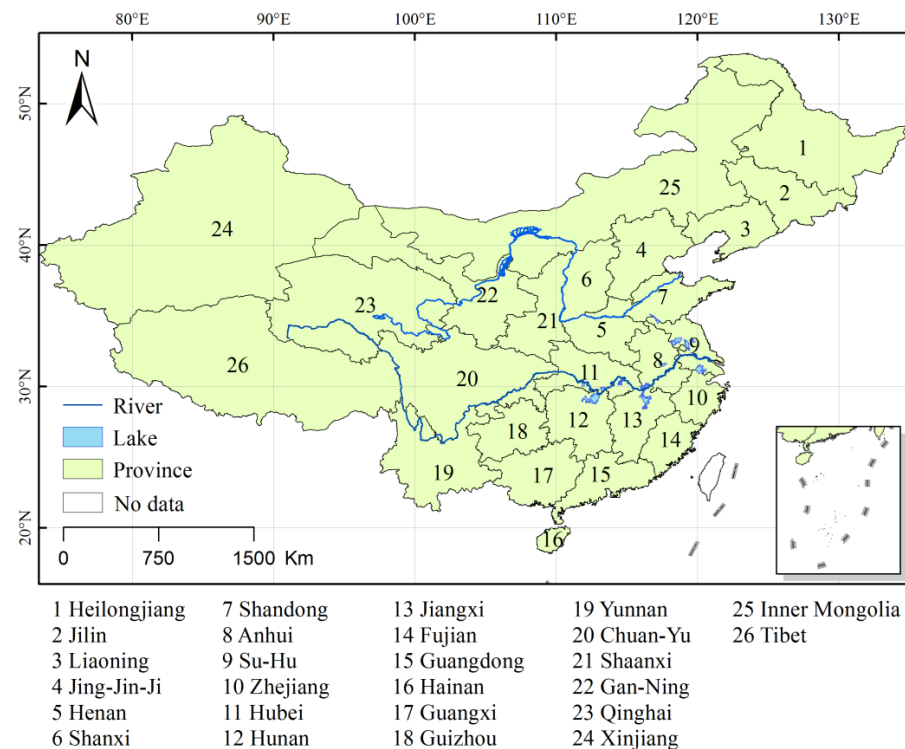 80°E 90°E 100°E 110°E 120°E 130°E
N
50°N
40°N
30°N
20°N
1
2
25
3
24
4
6
22
7
23
21
5
9
26
20
8
11
10
12
13
18
14
19
17
15
16
River
Lake
Province
No data
0 750 1500 Km
1 Heilongjiang 7 Shandong 13 Jiangxi 19 Yunnan 25 Inner Mongolia
2 Jilin 8 Anhui 14 Fujian 20 Chuan-Yu 26 Tibet
3 Liaoning 9 Su-Hu 15 Guangdong 21 Shaanxi
4 Jing-Jin-Ji 10 Zhejiang 16 Hainan 22 Gan-Ning
5 Henan 11 Hubei 17 Guangxi 23 Qinghai
6 Shanxi 12 Hunan 18 Guizhou 24 Xinjiang